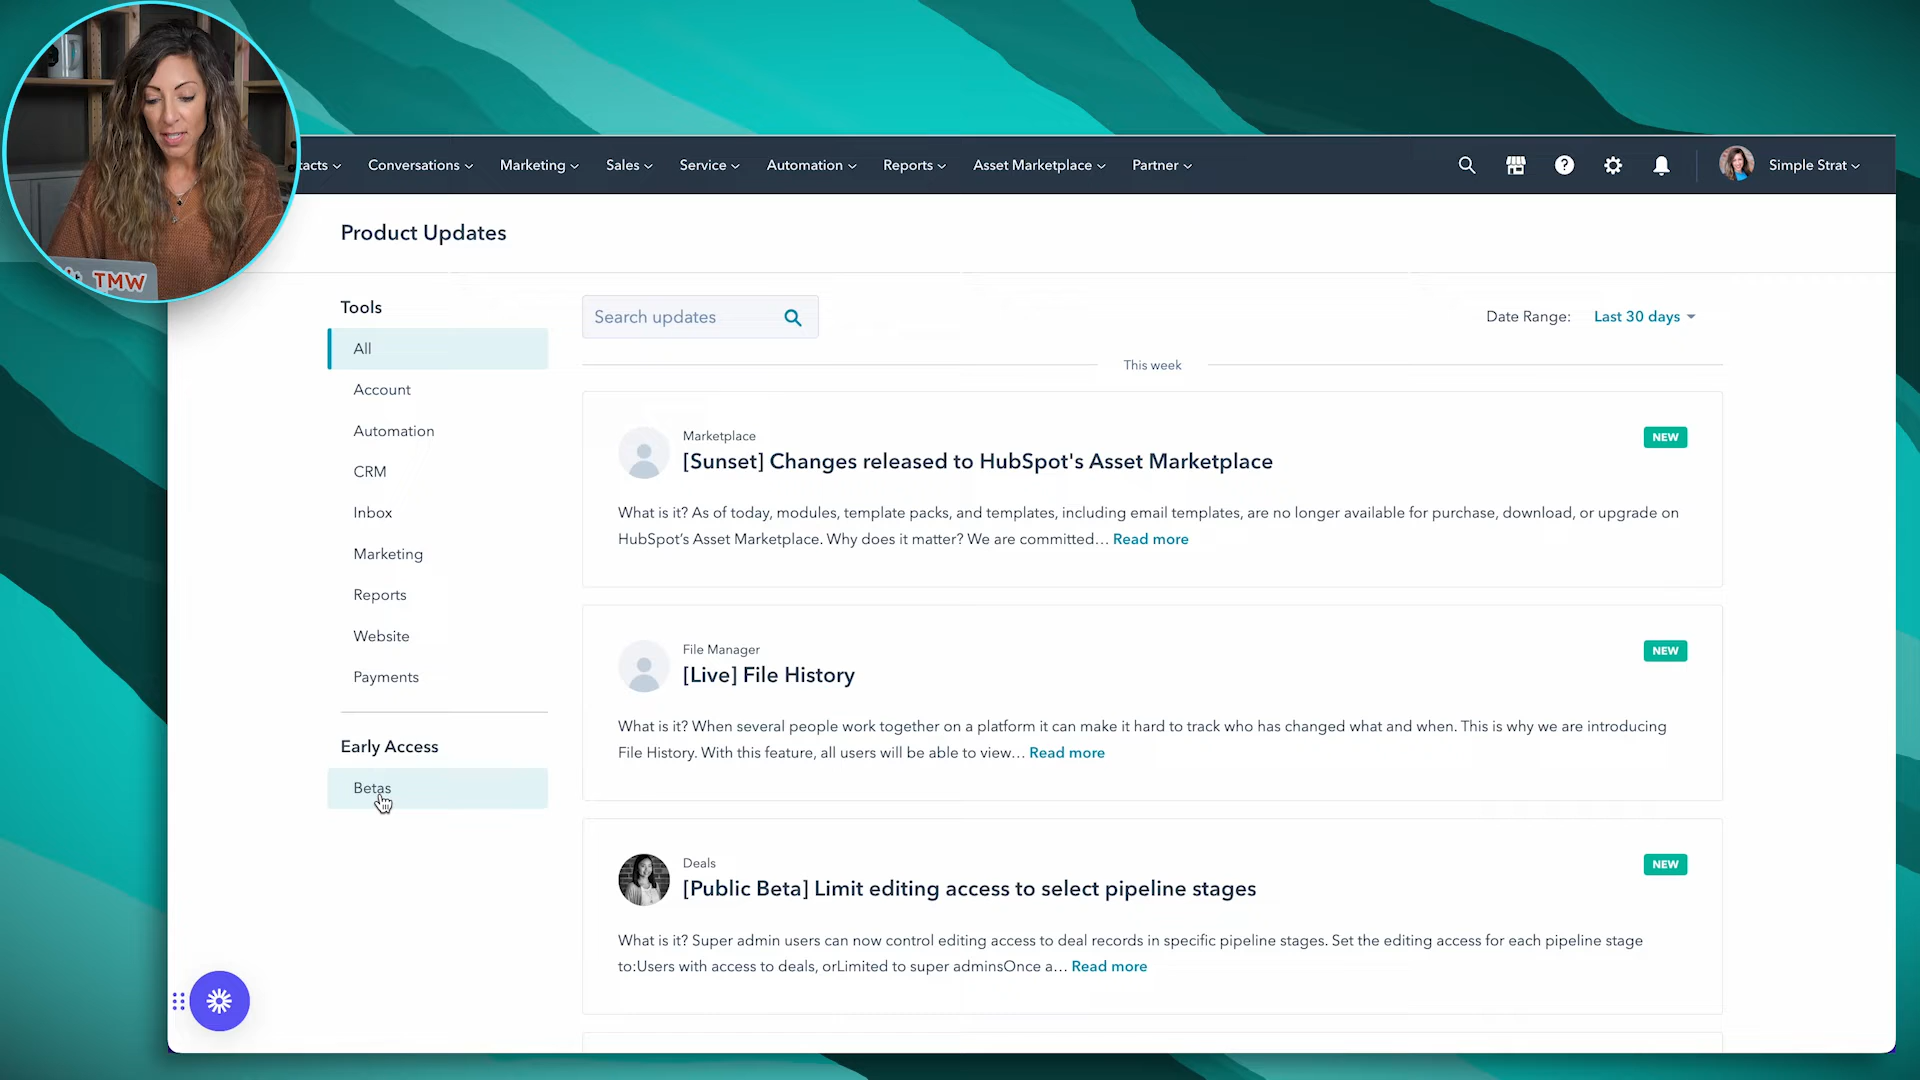 tacts
Conversations
Marketing
Sales
Service
Automation
Reports
Asset Marketplace
Partner
Simple Strat
TMW
Product Updates
Tools
All
Account
Automation
CRM
Inbox
Marketing
Reports
Website
Payments
Early Access
Betas
Search updates
Date Range: Last 30 days
This week
Marketplace
NEW
[Sunset] Changes released to HubSpot's Asset Marketplace
What is it? As of today, modules, template packs, and templates, including email templates, are no longer available for purchase, download, or upgrade on
HubSpot's Asset Marketplace. Why does it matter? We are committed... Read more
File Manager
NEW
[Live] File History
What is it? When several people work together on a platform it can make it hard to track who has changed what and when. This is why we are introducing
File History. With this feature, all users will be able to view... Read more
Deals
NEW
[Public Beta] Limit editing access to select pipeline stages
What is it? Super admin users can now control editing access to deal records in specific pipeline stages. Set the editing access for each pipeline stage
to:Users with access to deals, orLimited to super adminsOnce a... Read more